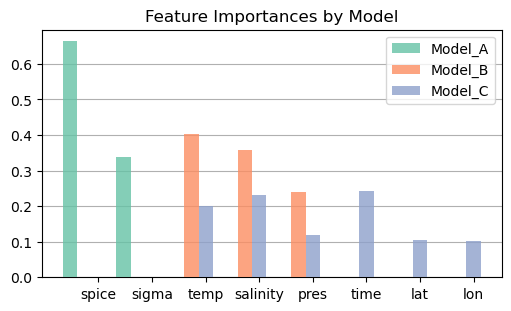 Feature Importances by Model
Model_A
Model_B
Model_C
0.6
0.5
0.4
0.3
0.2
0.1
0.0
spice sigma temp salinity pres time lat lon